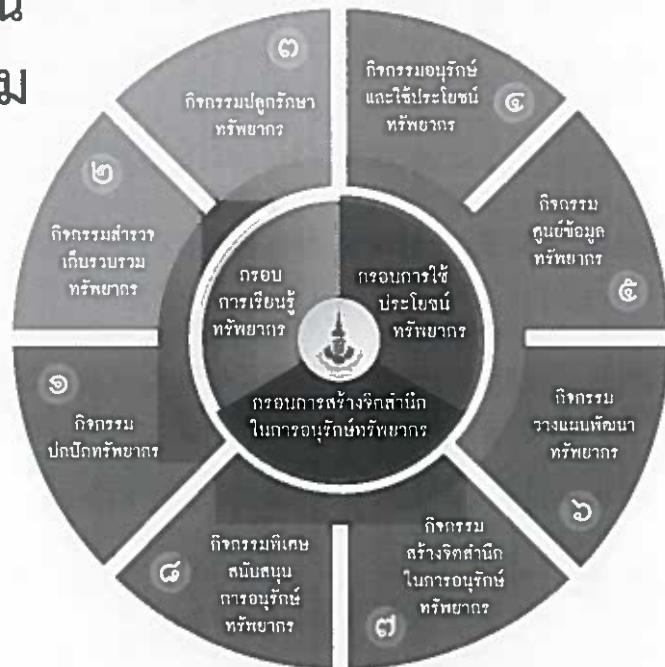 ม
๓
กิจกรรมปลูกรักษา
ทรัพยากร
กิจกรรมอนุรักษ์
และใช้ประโยชน์
ทรัพยากร
๔
๒
กิจกรรมสำรวจ
เก็บรวบรวม
ทรัพยากร
กิจกรรม
ศูนย์ข้อมูล
ทรัพยากร
๕
กรอบ
การเรียนรู้
ทรัพยากร
กรอบการใช้
ประโยชน์
ทรัพยากร
กรอบการสร้างจิตสำนึก
ในการอนุรักษ์ทรัพยากร
๑
กิจกรรม
ปกปักทรัพยากร
กิจกรรม
วางแผนพัฒนา
ทรัพยากร
๖
๘
กิจกรรมพิเศษ
สนับสนุน
การอนุรักษ์
ทรัพยากร
กิจกรรม
สร้างจิตสำนึก
ในการอนุรักษ์
ทรัพยากร
๗